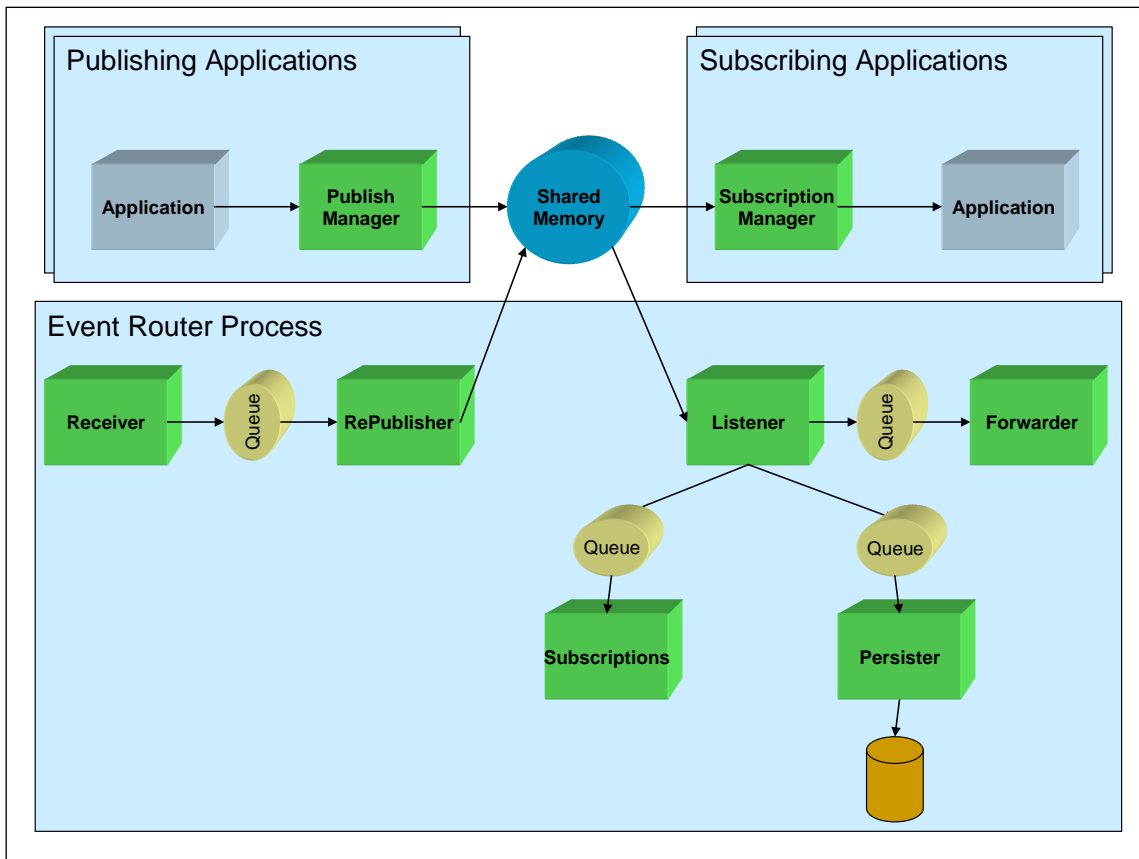 Publishing Applications
Subscribing Applications
Application
Publish
Manager
Shared
Memory
Subscription
Manager
Application
Event Router Process
Receiver
Queue
RePublisher
Listener
Queue
Forwarder
Queue
Queue
Subscriptions
Persister